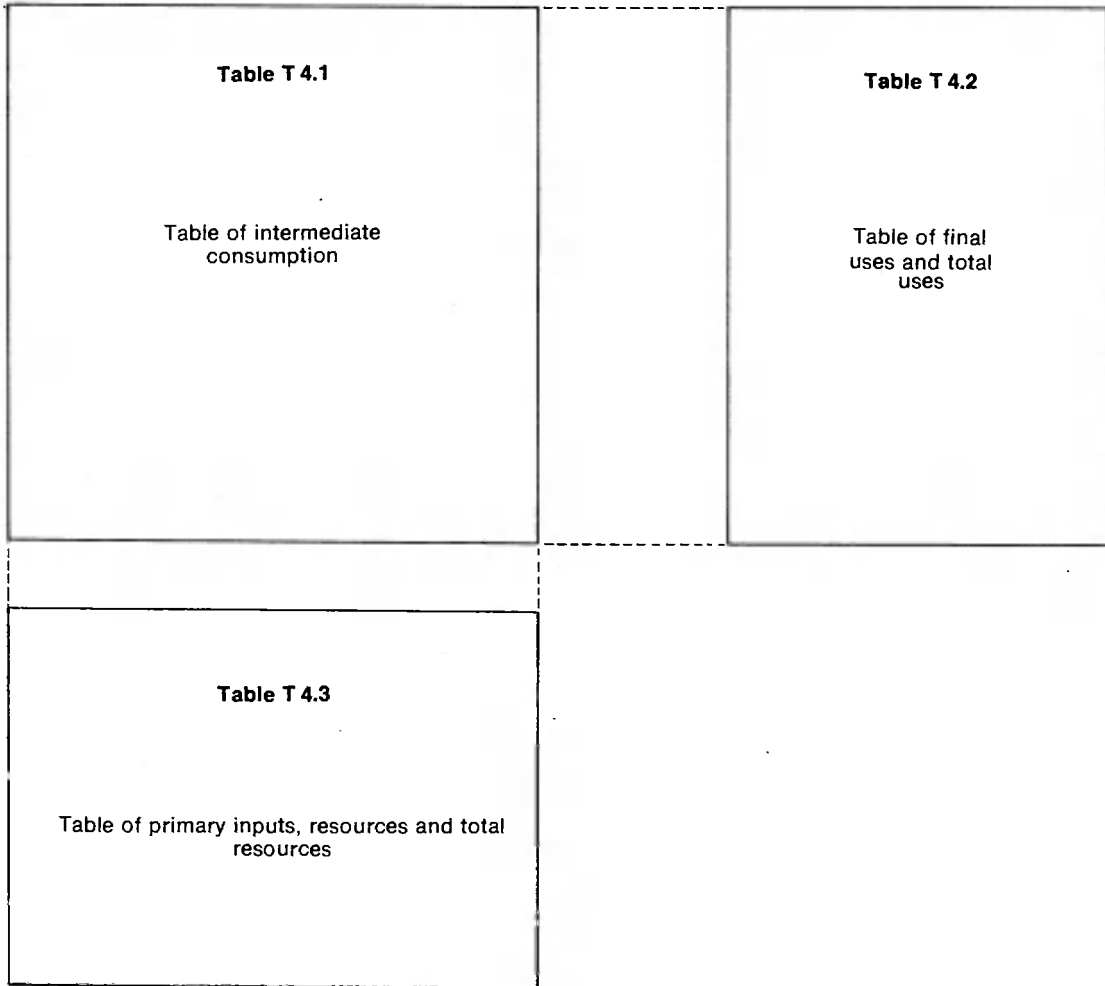 Table T 4.1
Table of intermediate
consumption
Table T 4.2
Table of final
uses and total
uses
Table T 4.3
Table of primary inputs, resources and total
resources